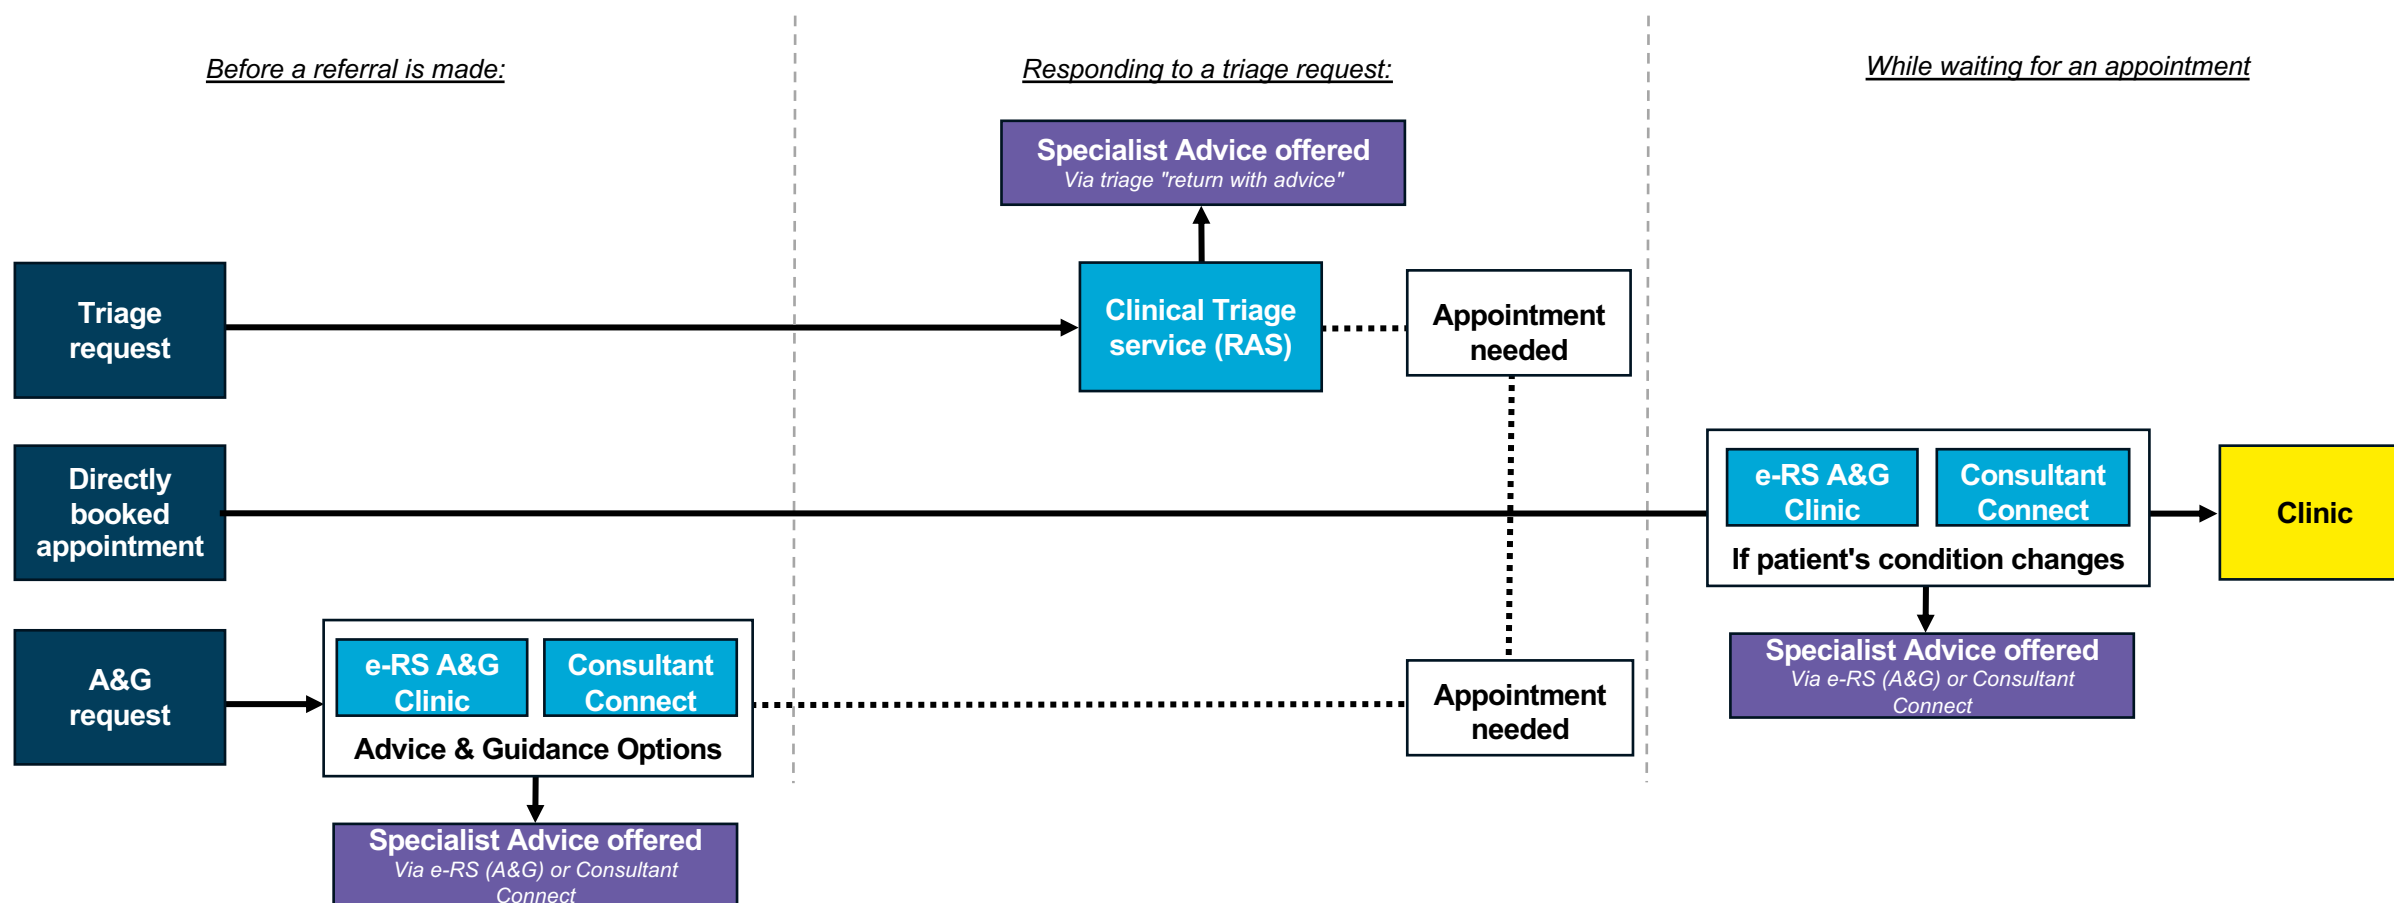 Before a referral is made:
Responding to a triage request:
While waiting for an appointment
Specialist Advice offered
Via triage "return with advice"
Triage
request
Clinical Triage
service (RAS)
Appointment
needed
Directly
booked
appointment
e-RS A&G
Clinic
Consultant
Connect
If patient's condition changes
Clinic
Specialist Advice offered
Via e-RS (A&G) or Consultant
Connect
A&G
request
e-RS A&G
Clinic
Consultant
Connect
Advice & Guidance Options
Appointment
needed
Specialist Advice offered
Via e-RS (A&G) or Consultant
Connect